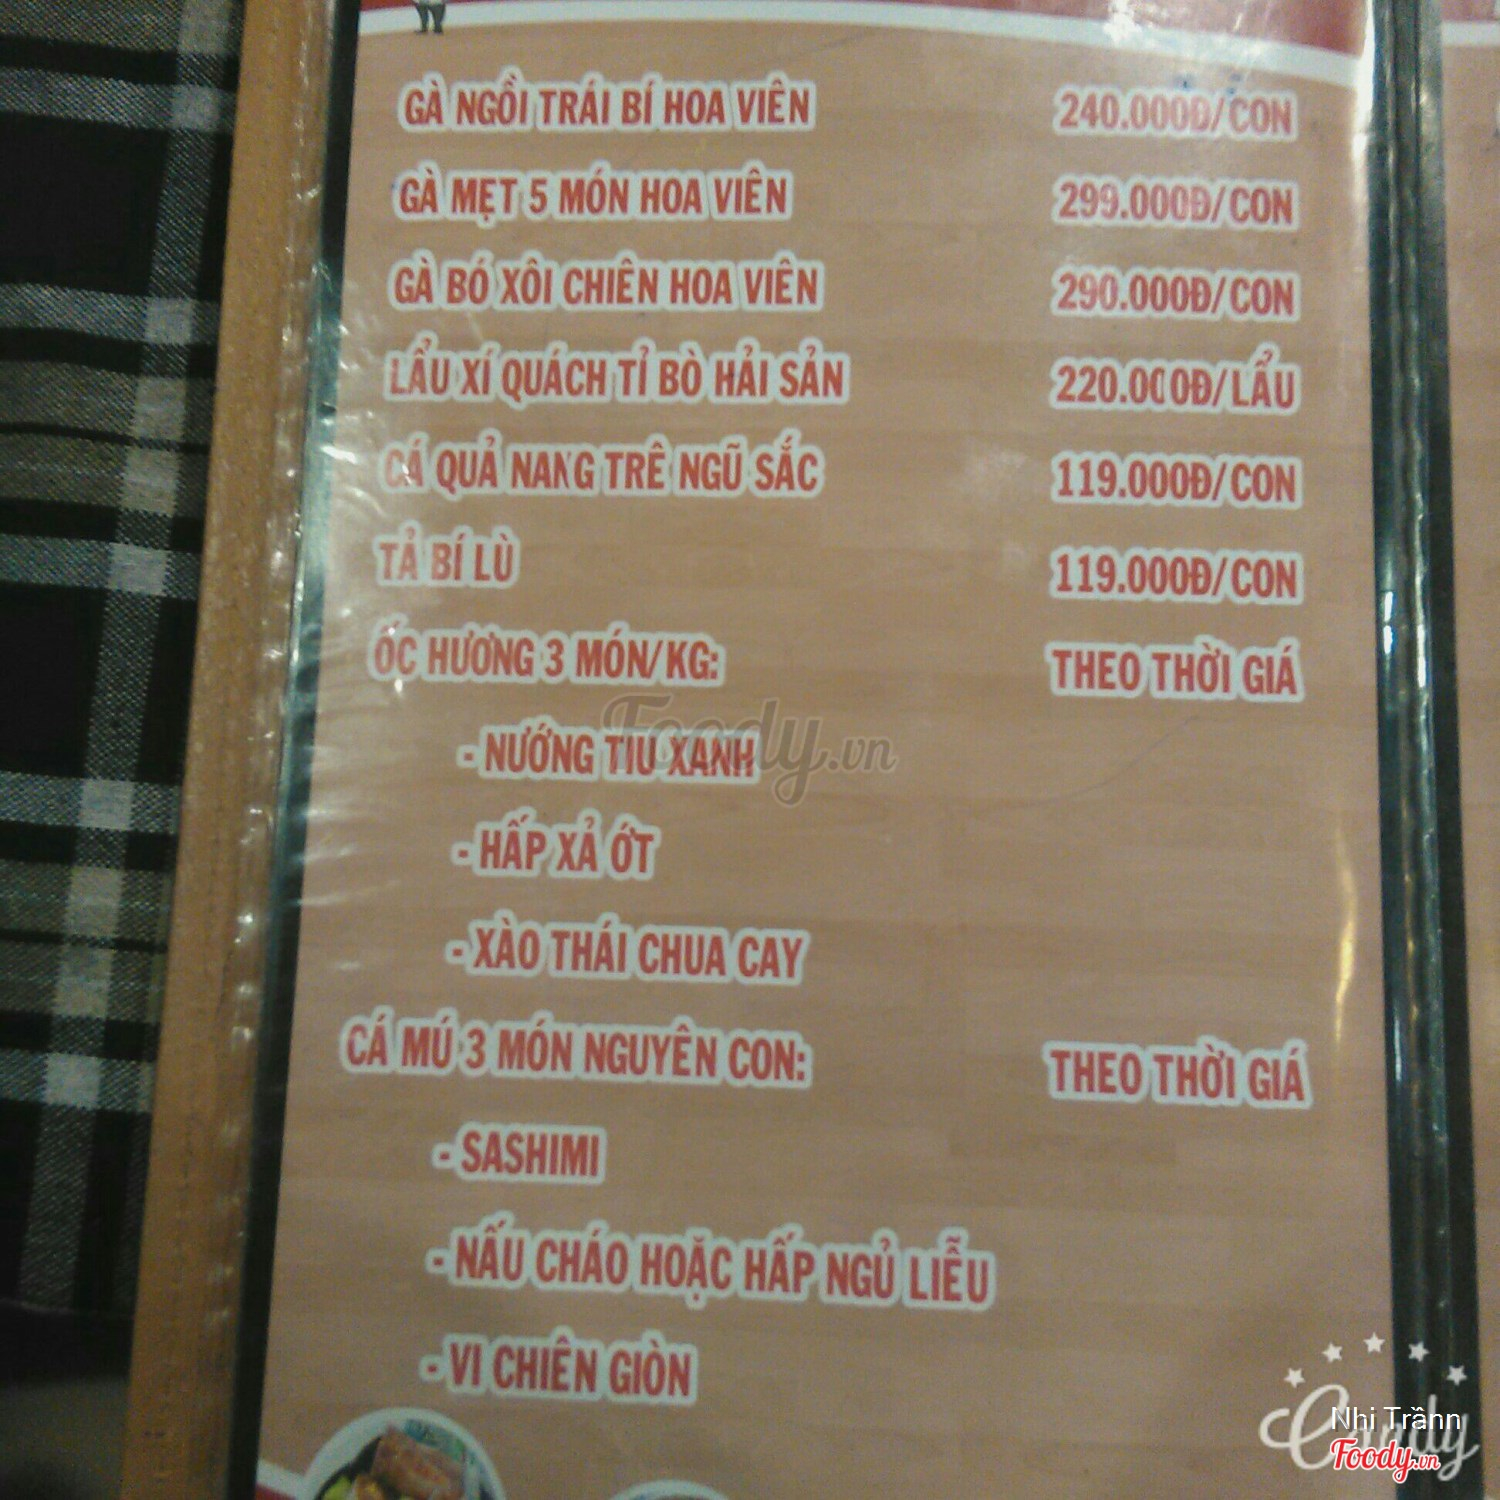 GÀ NGỒI TRÁI BÍ HOA VIÊN 240.000Đ/CON
GÀ MẸT 5 MÓN HOA VIÊN 299.000Đ/CON
GÀ BÓ XÔI CHIÊN HOA VIÊN 290.000Đ/CON
LẨU XÍ QUÁCH TỈ BÒ HẢI SẢN 220.000Đ/LẨU
CÁ QUẢ NANG TRÊ NGŨ SẮC 119.000Đ/CON
TẢ BÍ LÙ 119.000Đ/CON
ỐC HƯƠNG 3 MÓN/KG: THEO THỜI GIÁ
- NƯỚNG TIU XANH
- HẤP XẢ ỚT
- XÀO THÁI CHUA CAY
CÁ MÚ 3 MÓN NGUYÊN CON: THEO THỜI GIÁ
- SASHIMI
- NẤU CHÁO HOẶC HẤP NGỦ LIỄU
- VI CHIÊN GIÒN
Foody.vn
Candy
Nhi Trầnn
Foody.vn